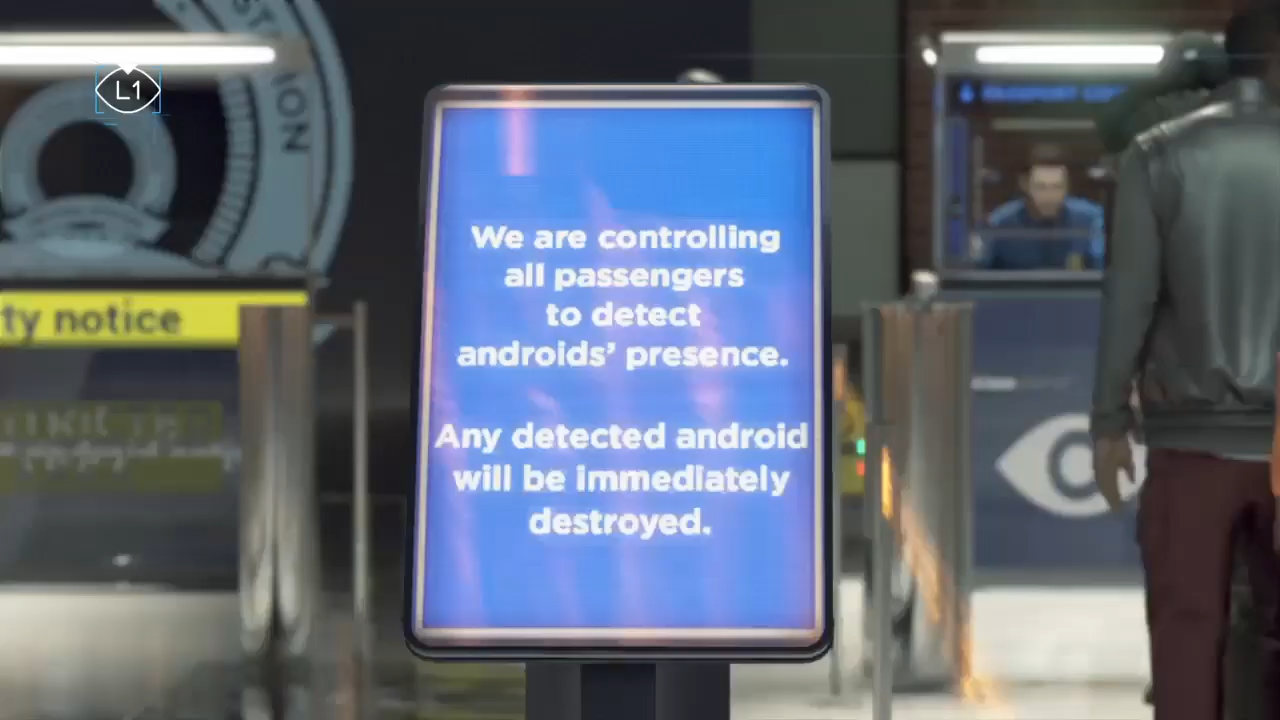 L1
ty notice
We are controlling
all passengers
to detect
androids' presence.
Any detected android
will be immediately
destroyed.